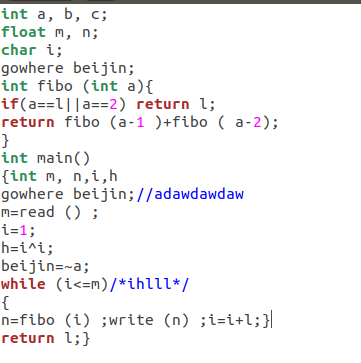 int a, b, c;
float m, n;
char i;
gowhere beijin;
int fibo (int a){
if(a==l||a==2) return l;
return fibo (a-1 )+fibo ( a-2);
}
int main()
{int m, n,i,h
gowhere beijin;//adawdawdaw
m=read () ;
i=1;
h=i^i;
beijin=~a;
while (i<=m)/*ihlll*/
{
n=fibo (i) ;write (n) ;i=i+l;}
return l;}